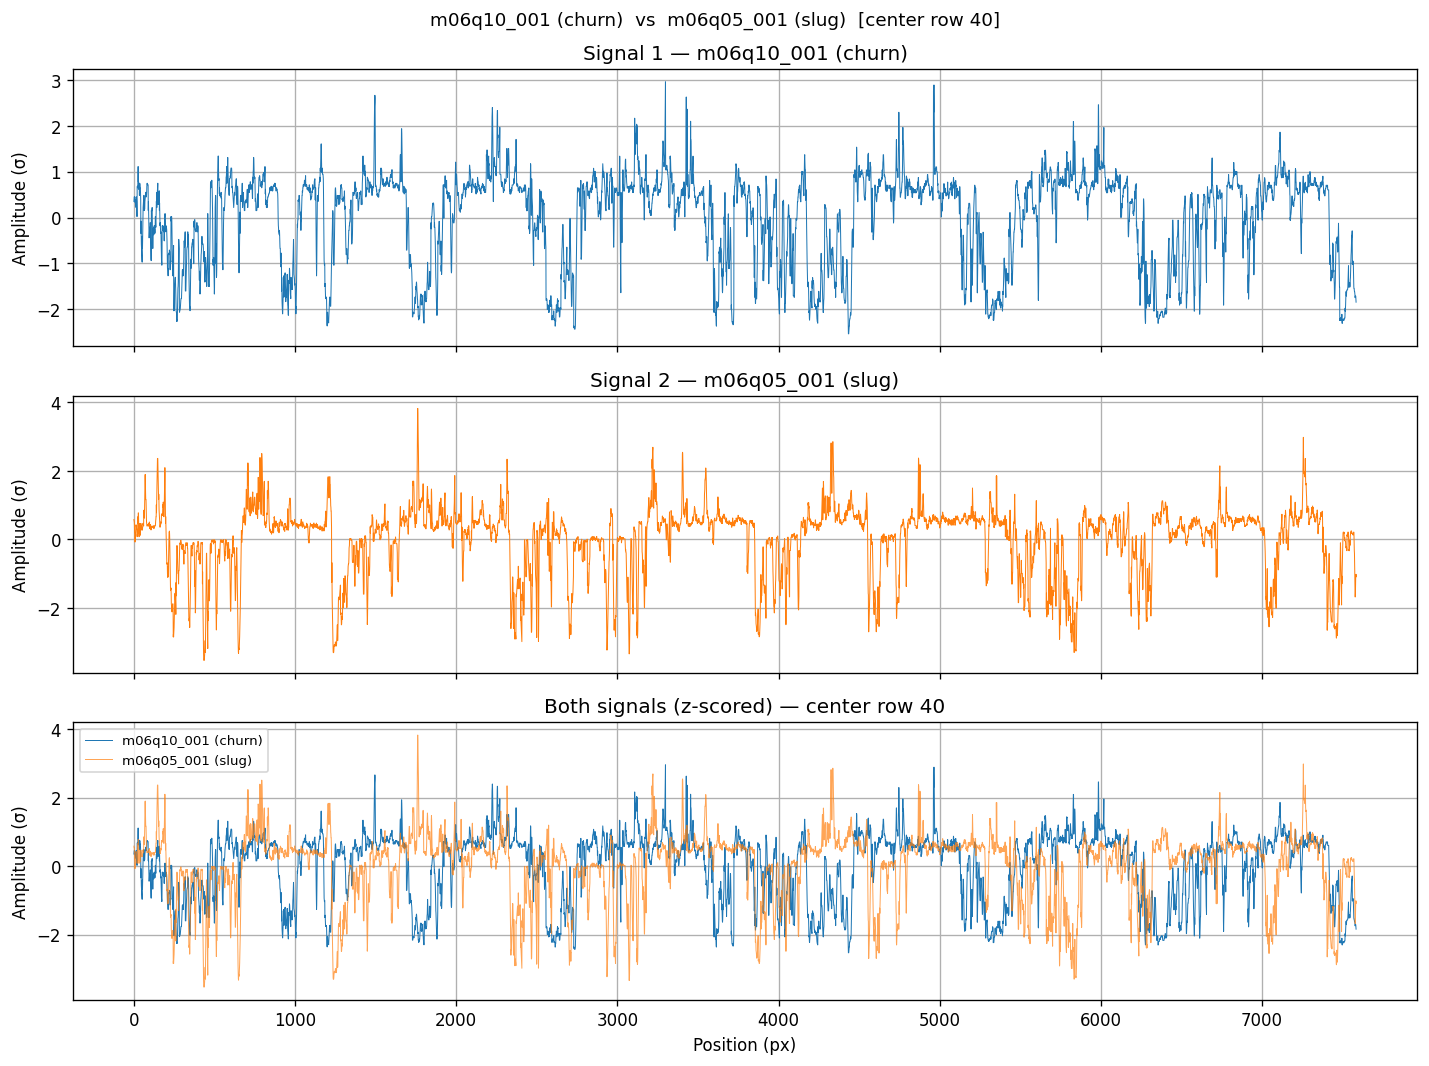 m06q10_001 (churn)  vs  m06q05_001 (slug)  [center row 40]
Signal 1 — m06q10_001 (churn)
Amplitude (σ)
3
2
1
0
−1
−2
Signal 2 — m06q05_001 (slug)
Amplitude (σ)
4
2
0
−2
Both signals (z-scored) — center row 40
m06q10_001 (churn)
m06q05_001 (slug)
Amplitude (σ)
4
2
0
−2
0 1000 2000 3000 4000 5000 6000 7000
Position (px)